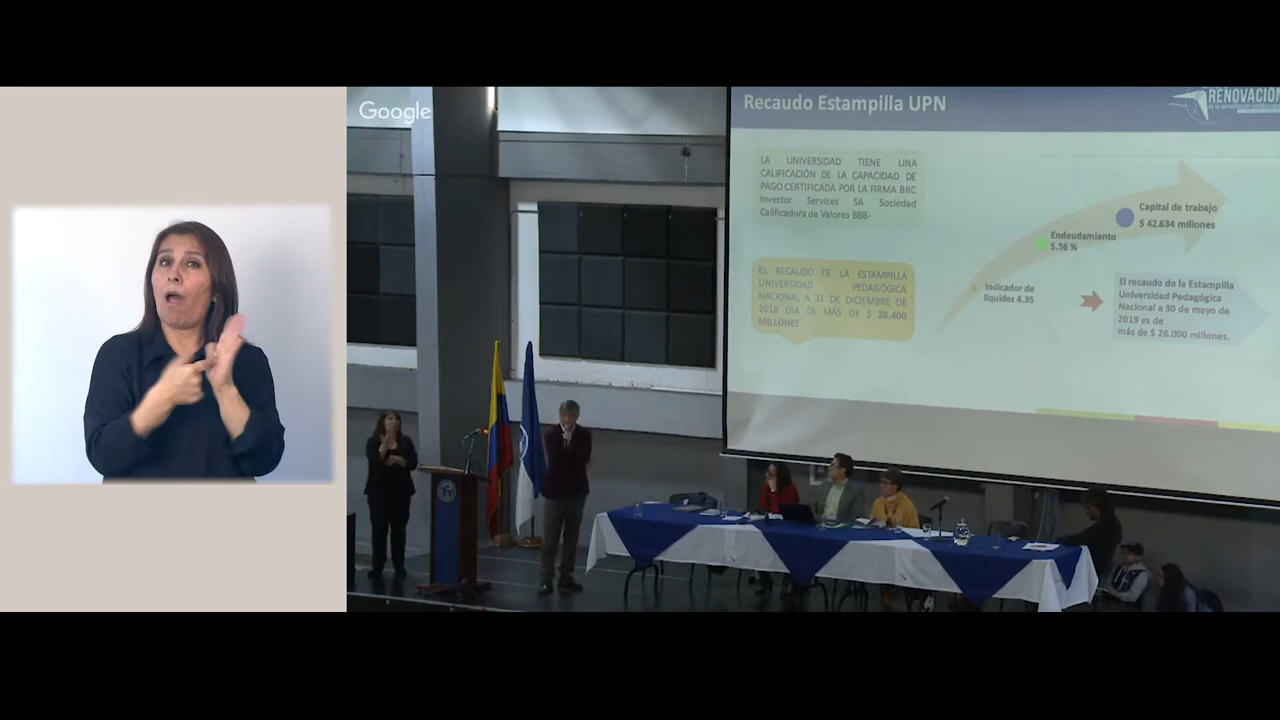 Google
Recaudo Estampilla UPN
RENOVACIÓN
LA UNIVERSIDAD TIENE UNA
CALIFICACIÓN DE LA CAPACIDAD DE
PAGO CERTIFICADA POR LA FIRMA BRC
Investor Services SA Sociedad
Calificadora de Valores BBB-
EL RECAUDO DE LA ESTAMPILLA
UNIVERSIDAD PEDAGÓGICA
NACIONAL A 31 DE DICIEMBRE DE
2018 ERA DE MÁS DE $ 20.400
MILLONES
Capital de trabajo
$ 42.634 millones
Endeudamiento
5.56 %
Indicador de
líquides 4.35
El recaudo de la Estampilla
Universidad Pedagógica
Nacional a 30 de mayo de
2019 es de
más de $ 26.000 millones.